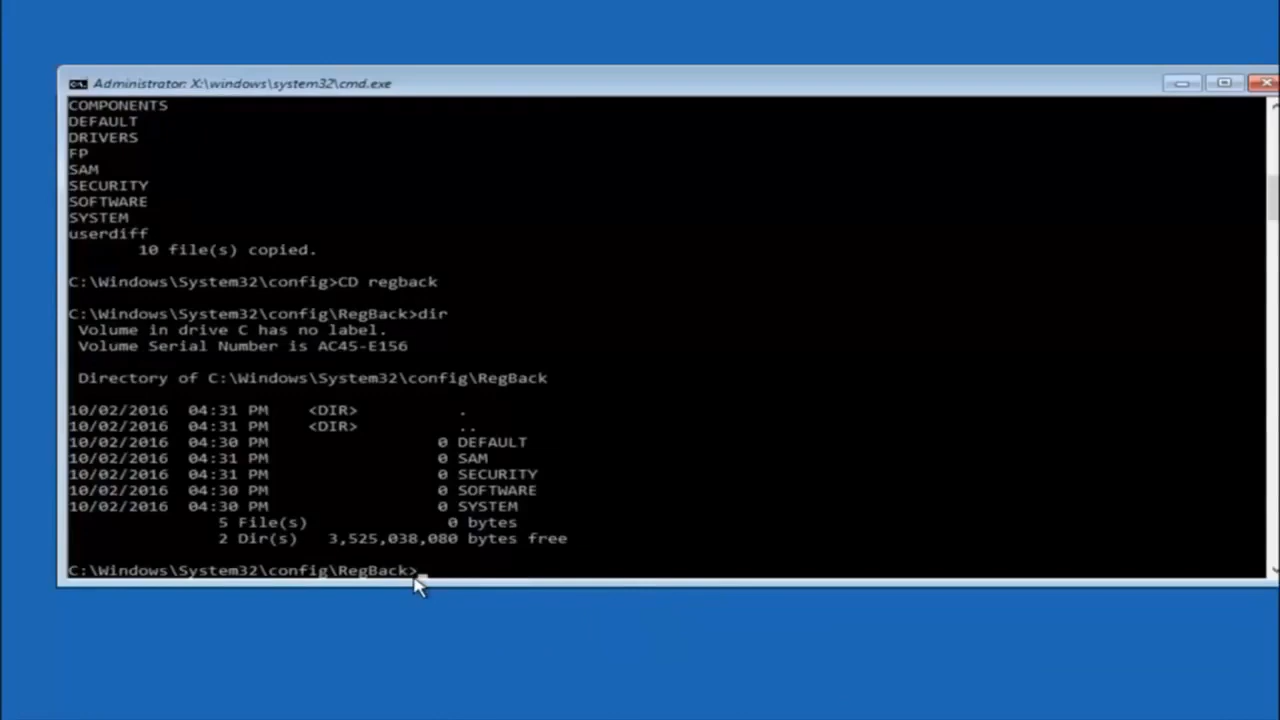 Administrator: X:\windows\system32\cmd.exe
COMPONENTS
DEFAULT
DRIVERS
FP
SAM
SECURITY
SOFTWARE
SYSTEM
userdiff
10 file(s) copied.
C:\Windows\System32\config>CD regback
C:\Windows\System32\config\RegBack>dir
Volume in drive C has no label.
Volume Serial Number is AC45-E156
Directory of C:\Windows\System32\config\RegBack
10/02/2016 04:31 PM <DIR> .
10/02/2016 04:31 PM <DIR> ..
10/02/2016 04:30 PM 0 DEFAULT
10/02/2016 04:31 PM 0 SAM
10/02/2016 04:31 PM 0 SECURITY
10/02/2016 04:30 PM 0 SOFTWARE
10/02/2016 04:30 PM 0 SYSTEM
5 File(s) 0 bytes
2 Dir(s) 3,525,038,080 bytes free
C:\Windows\System32\config\RegBack>